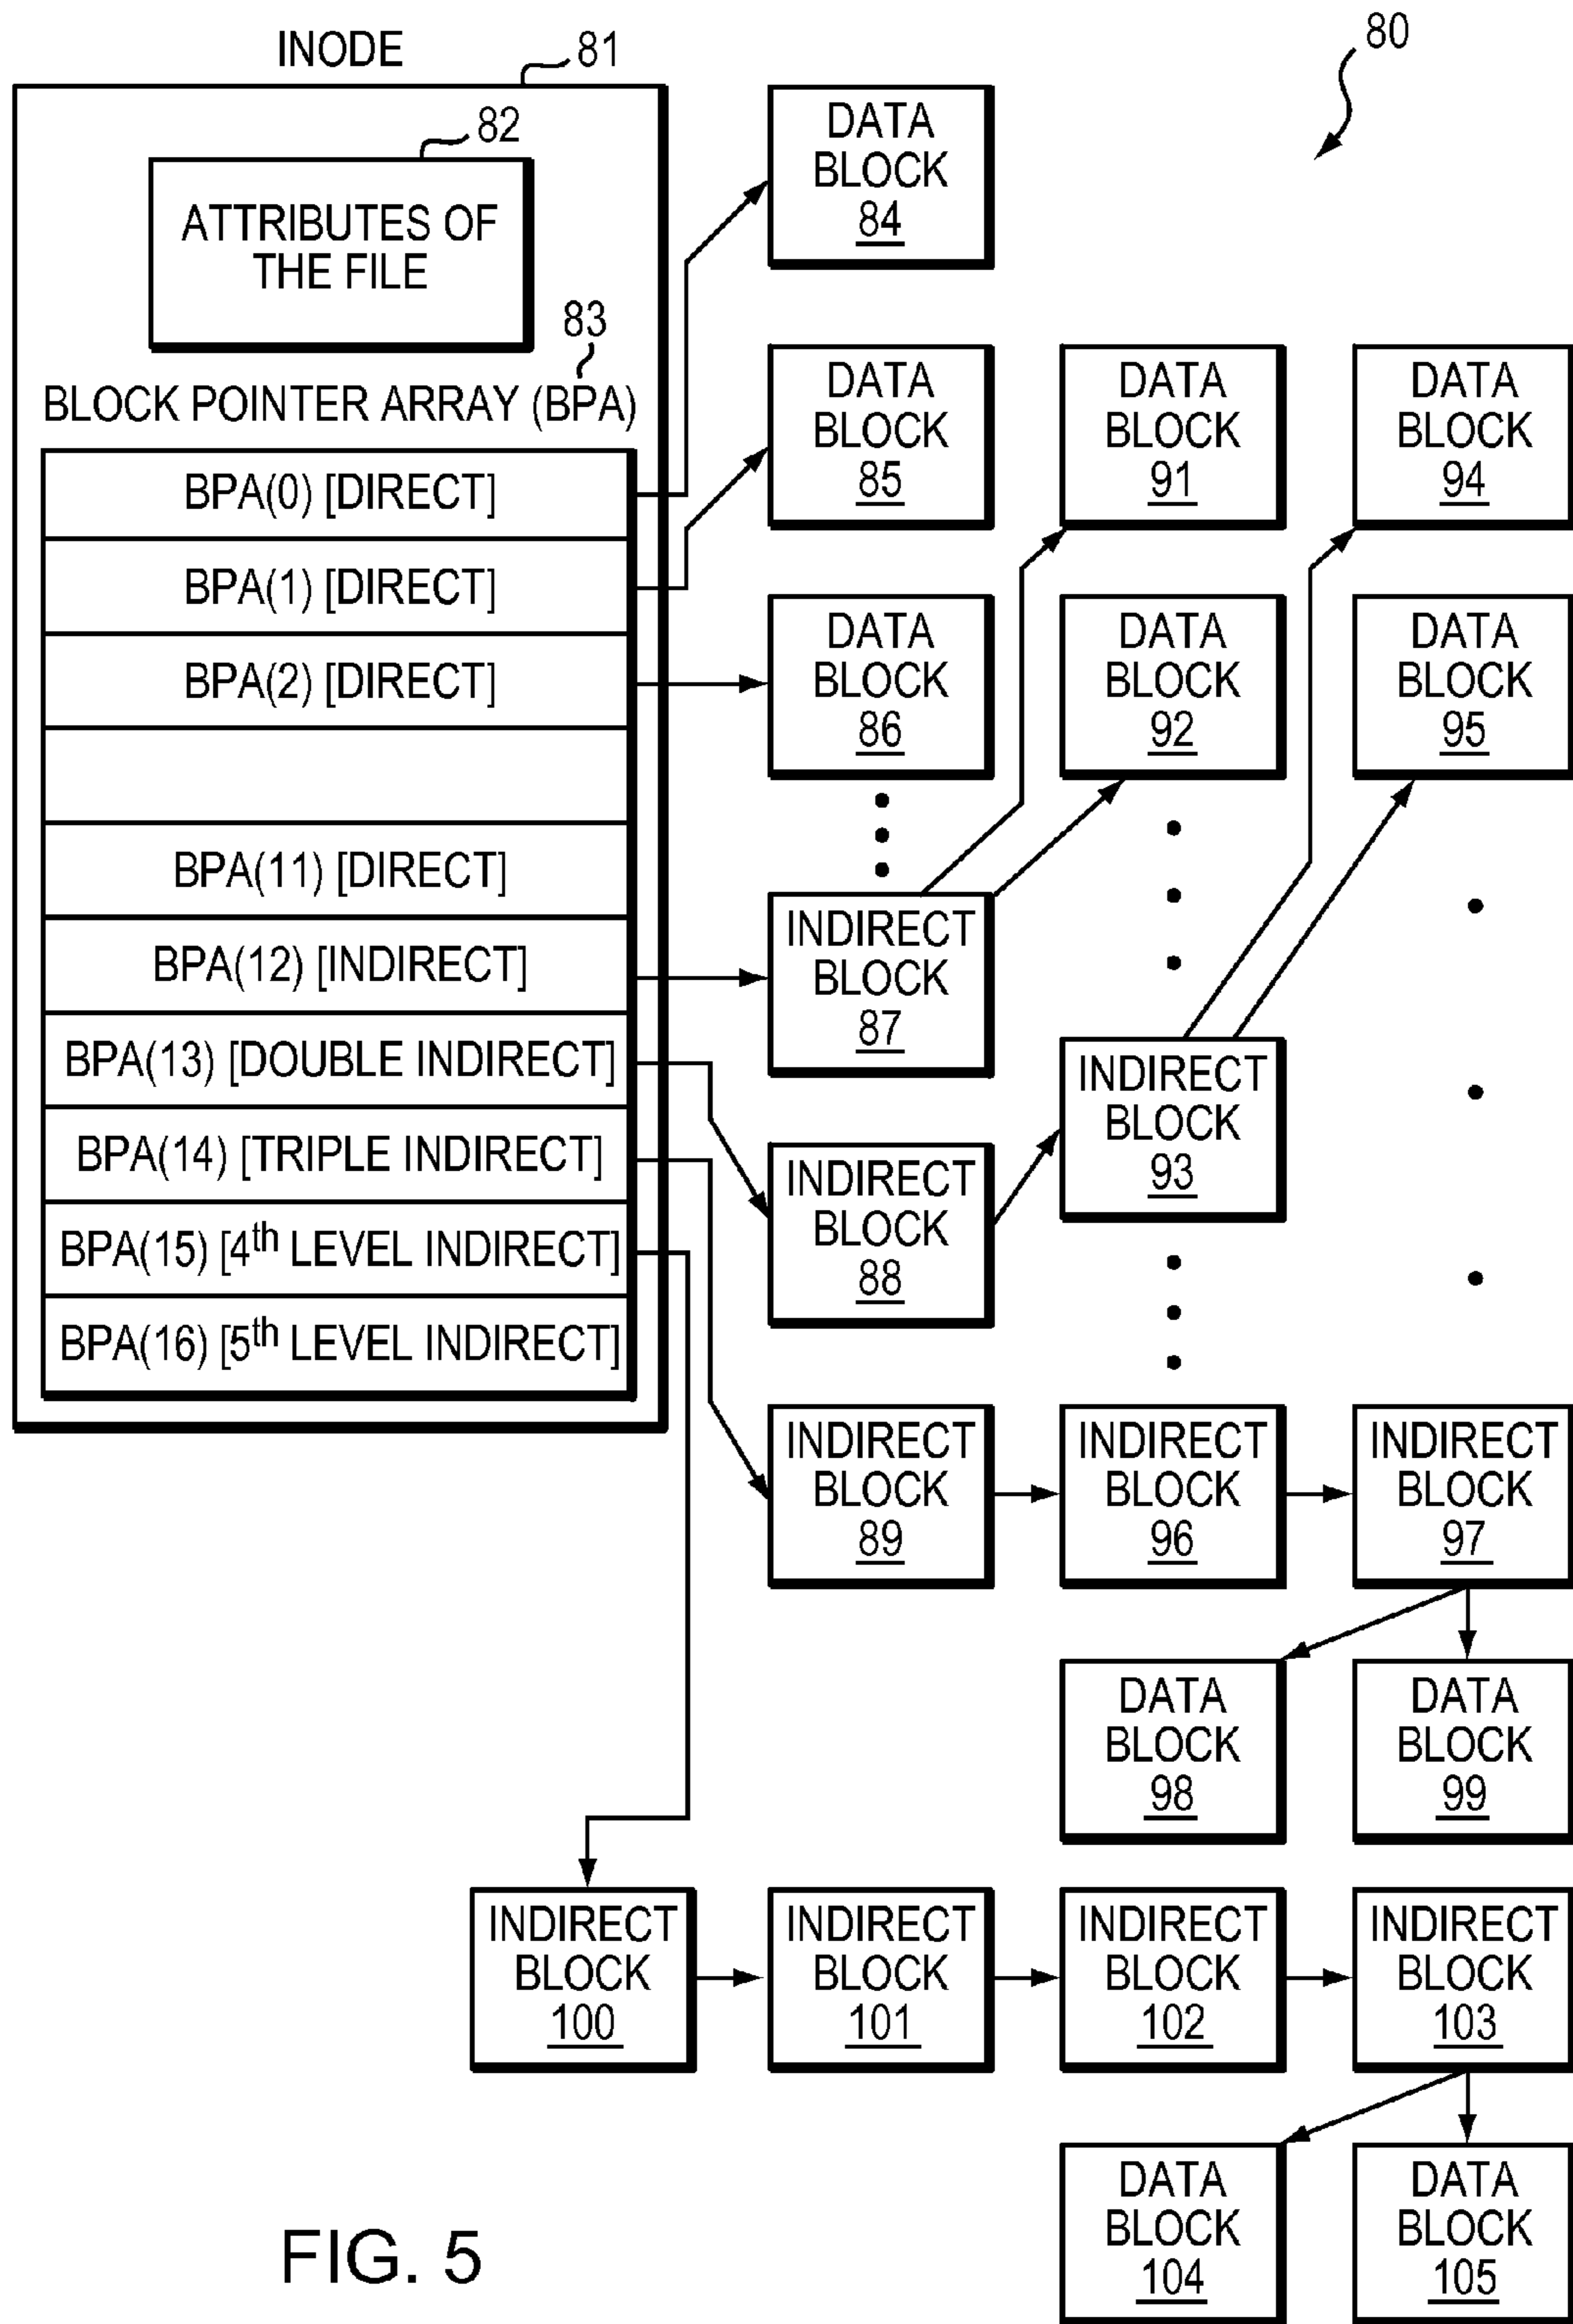 80
INODE
81
82
ATTRIBUTES OF
THE FILE
83
BLOCK POINTER ARRAY (BPA)
BPA(0) [DIRECT]
BPA(1) [DIRECT]
BPA(2) [DIRECT]
BPA(11) [DIRECT]
BPA(12) [INDIRECT]
BPA(13) [DOUBLE INDIRECT]
BPA(14) [TRIPLE INDIRECT]
BPA(15) [4th LEVEL INDIRECT]
BPA(16) [5th LEVEL INDIRECT]
DATA
BLOCK
84
DATA
BLOCK
85
DATA
BLOCK
91
DATA
BLOCK
94
DATA
BLOCK
86
DATA
BLOCK
92
DATA
BLOCK
95
INDIRECT
BLOCK
87
INDIRECT
BLOCK
93
INDIRECT
BLOCK
88
INDIRECT
BLOCK
89
INDIRECT
BLOCK
96
INDIRECT
BLOCK
97
DATA
BLOCK
98
DATA
BLOCK
99
INDIRECT
BLOCK
100
INDIRECT
BLOCK
101
INDIRECT
BLOCK
102
INDIRECT
BLOCK
103
DATA
BLOCK
104
DATA
BLOCK
105
FIG. 5